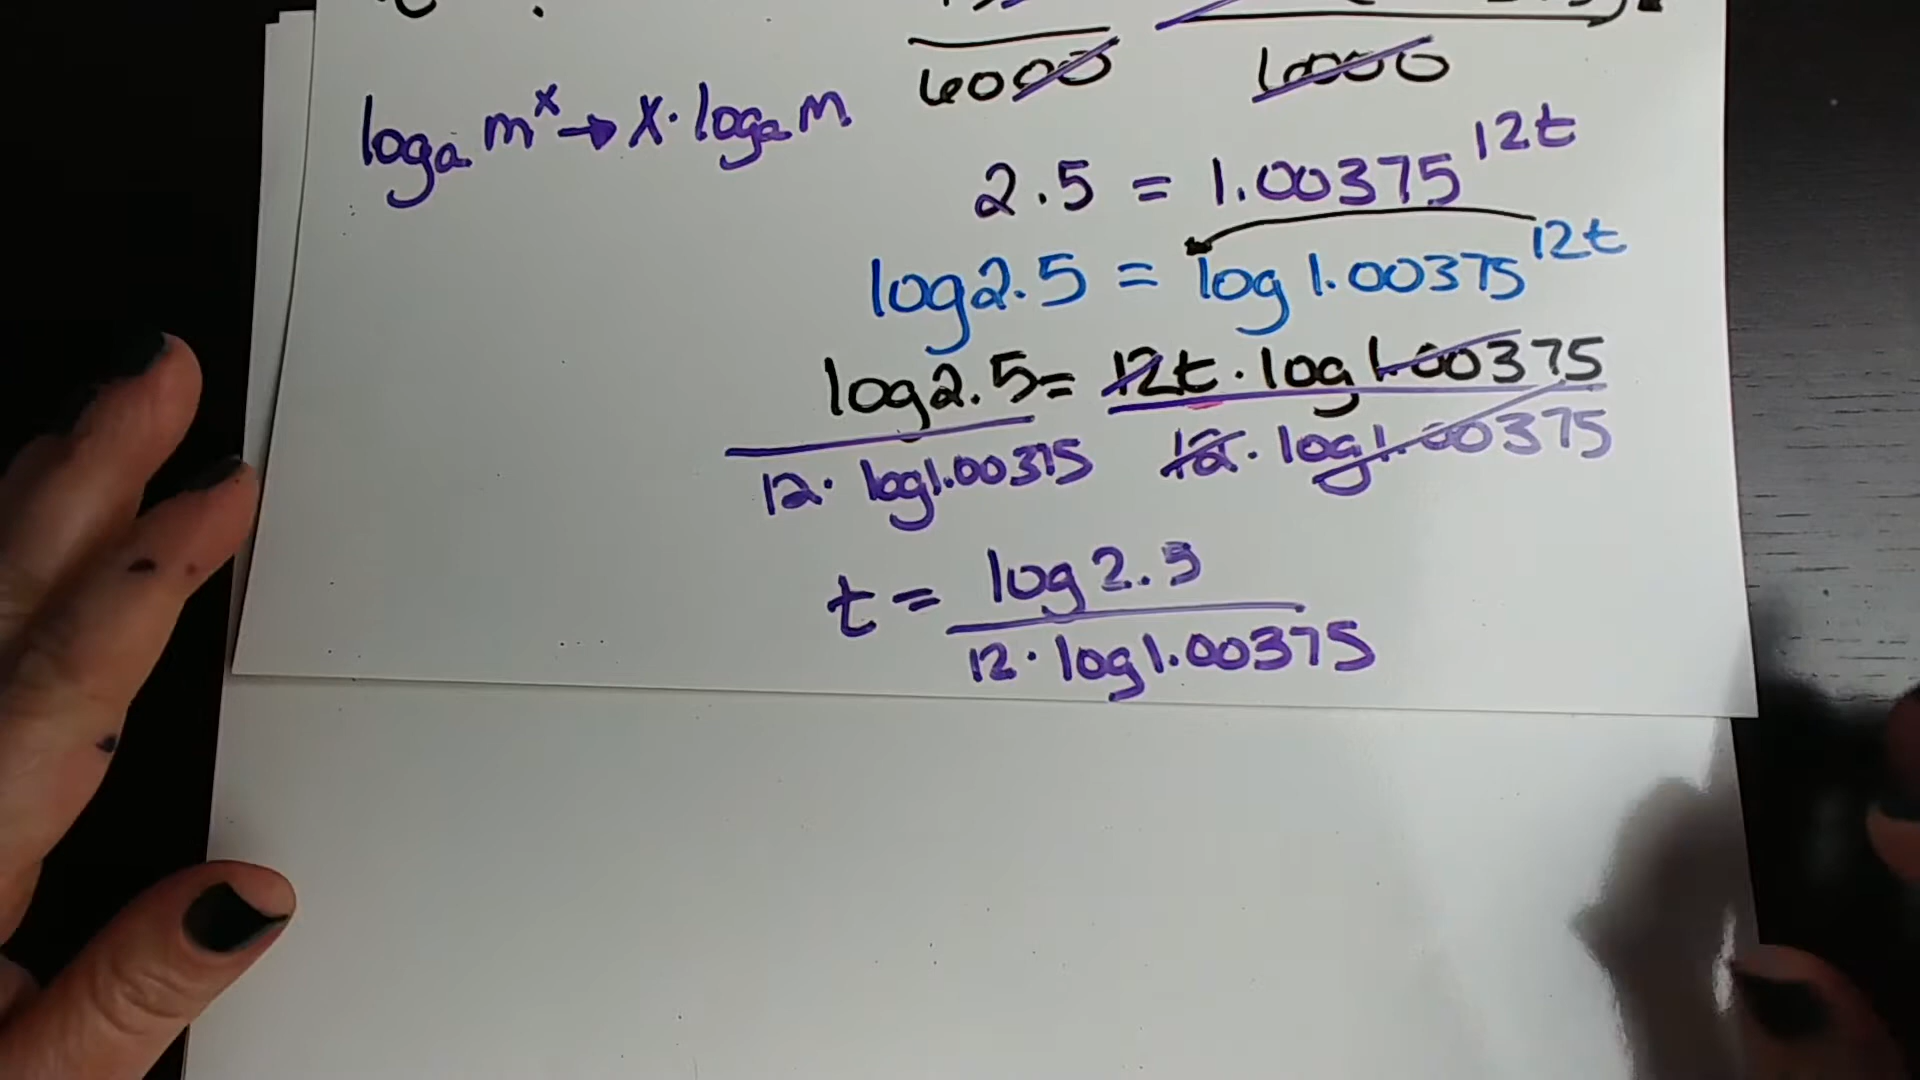 6000 6000
logₐ mˣ → x · logₐ m
2.5 = 1.00375^12t
log 2.5 = log 1.00375^12t
log 2.5 = 12t · log 1.00375
12 · log 1.00375 12 · log 1.00375
t = log 2.5
12 · log 1.00375